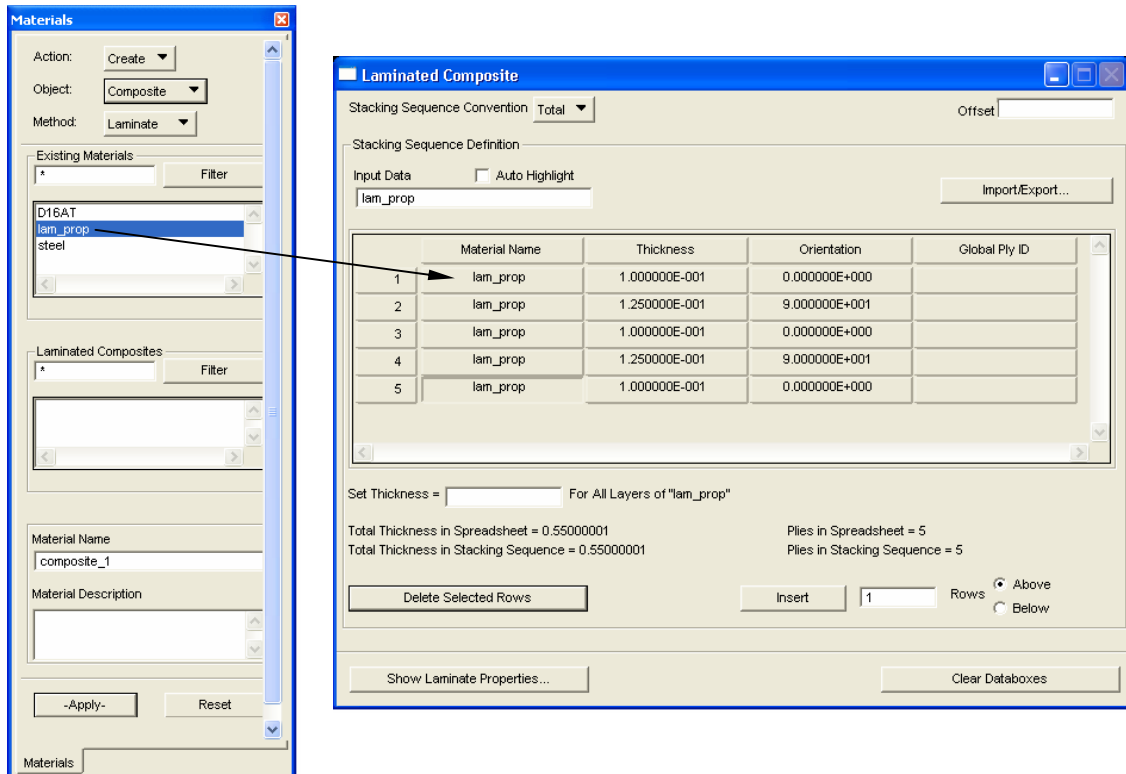 Materials
Action: Create
Object: Composite
Method: Laminate
Existing Materials
* Filter
D16AT
lam_prop
steel
Laminated Composites
* Filter
Material Name
composite_1
Material Description
-Apply- Reset
Materials
Laminated Composite
Stacking Sequence Convention Total Offset
Stacking Sequence Definition
Input Data Auto Highlight
lam_prop Import/Export...
Material Name Thickness Orientation Global Ply ID
1 lam_prop 1.000000E-001 0.000000E+000
2 lam_prop 1.250000E-001 9.000000E+001
3 lam_prop 1.000000E-001 0.000000E+000
4 lam_prop 1.250000E-001 9.000000E+001
5 lam_prop 1.000000E-001 0.000000E+000
Set Thickness = For All Layers of "lam_prop"
Total Thickness in Spreadsheet = 0.55000001 Plies in Spreadsheet = 5
Total Thickness in Stacking Sequence = 0.55000001 Plies in Stacking Sequence = 5
Delete Selected Rows Insert 1 Rows Above
Below
Show Laminate Properties... Clear Databoxes